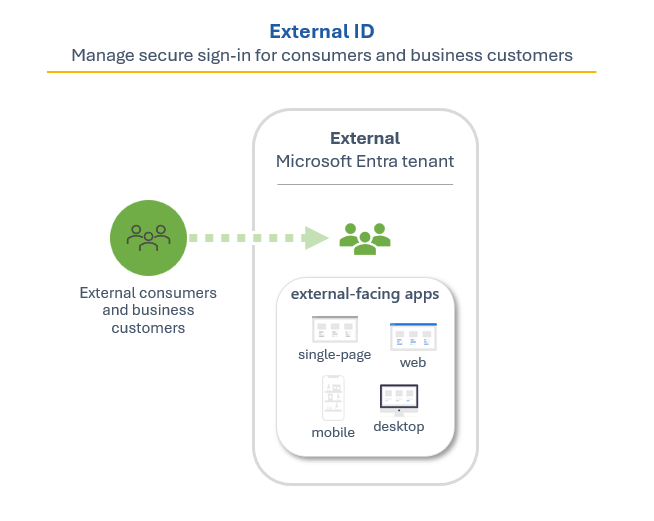 External ID
Manage secure sign-in for consumers and business customers
External
Microsoft Entra tenant
External consumers
and business
customers
external-facing apps
single-page
web
mobile
desktop